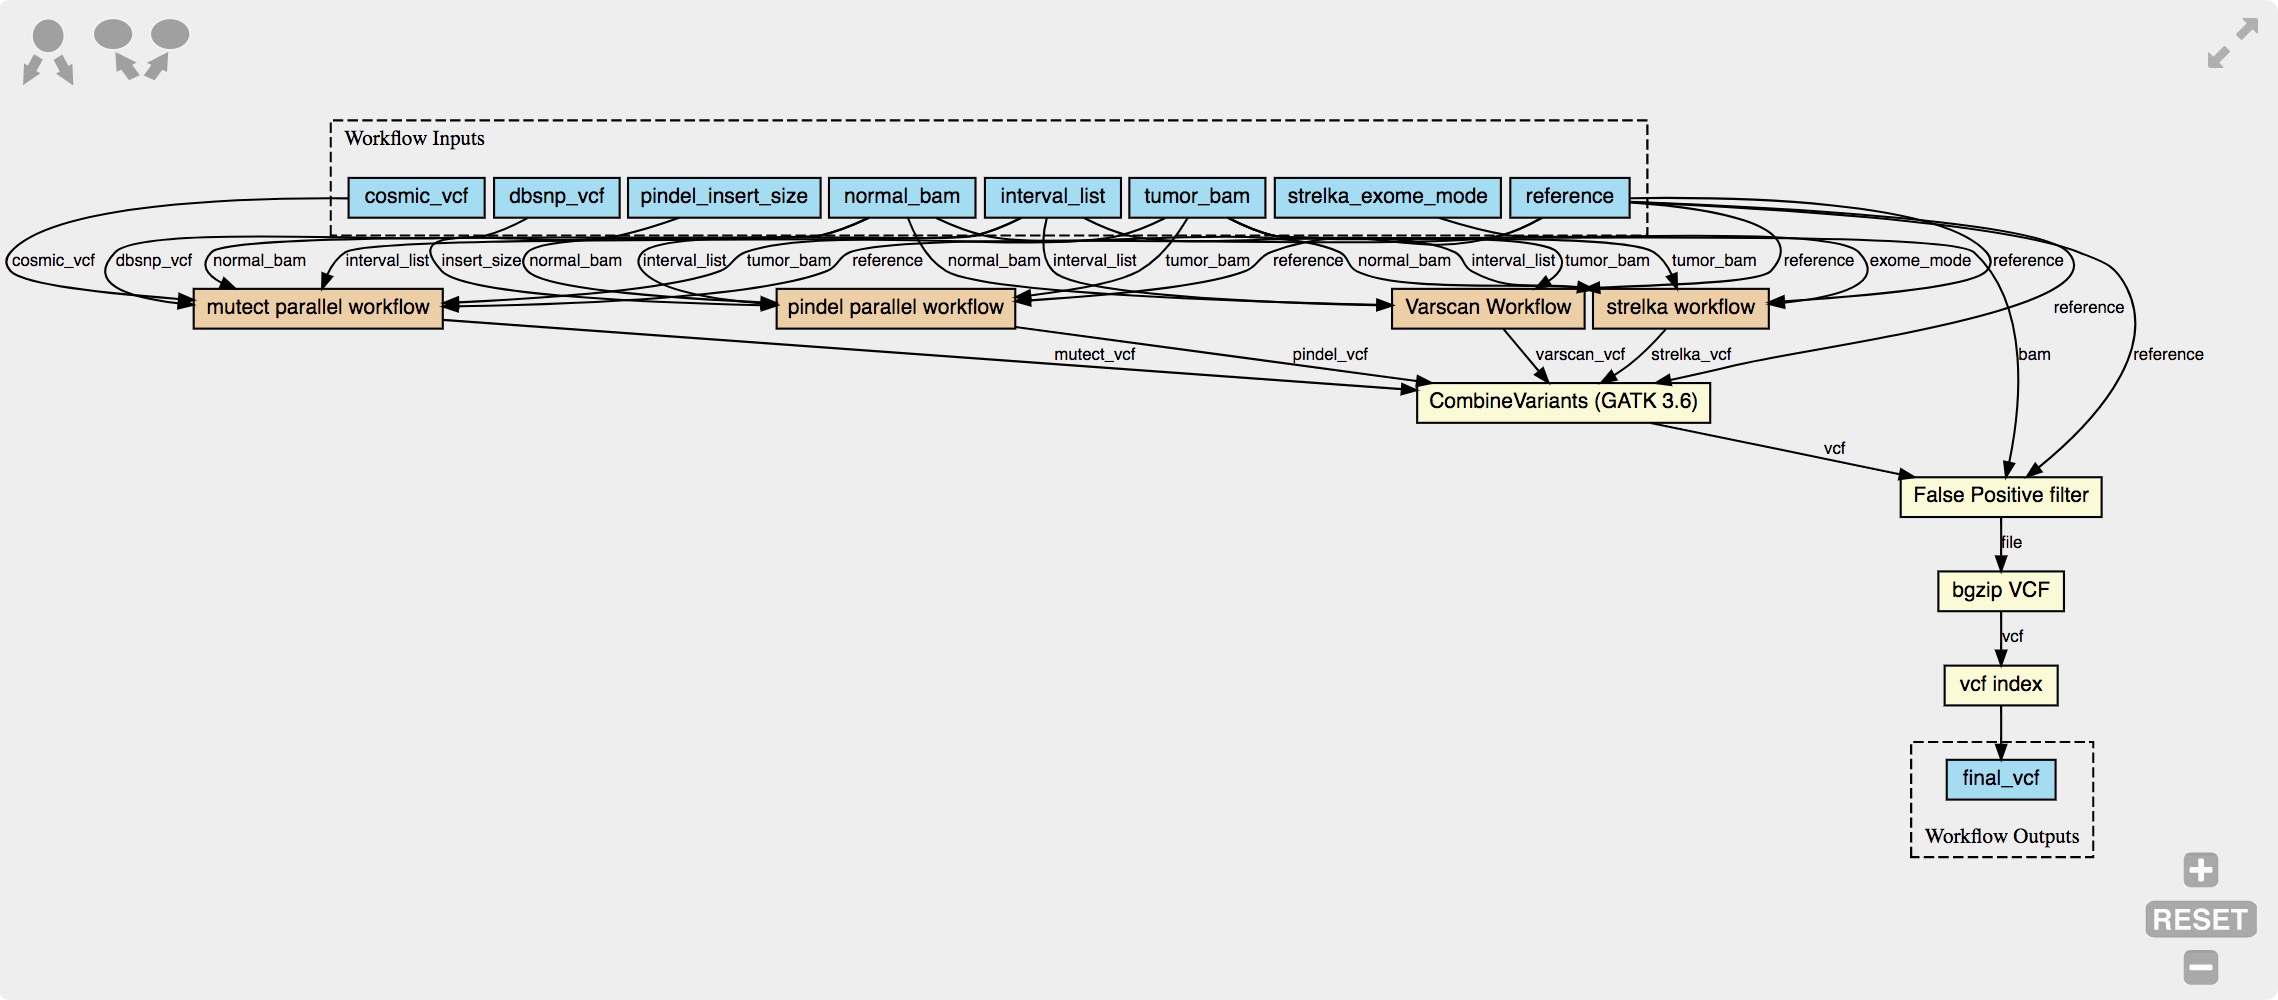 Workflow Inputs
cosmic_vcf
dbsnp_vcf
pindel_insert_size
normal_bam
interval_list
tumor_bam
strelka_exome_mode
reference
cosmic_vcf
dbsnp_vcf
normal_bam
interval_list
insert_size
normal_bam
interval_list
tumor_bam
reference
normal_bam
interval_list
tumor_bam
reference
normal_bam
interval_list
tumor_bam
tumor_bam
reference
exome_mode
reference
mutect parallel workflow
pindel parallel workflow
Varscan Workflow
strelka workflow
reference
mutect_vcf
pindel_vcf
varscan_vcf
strelka_vcf
bam
reference
CombineVariants (GATK 3.6)
vcf
False Positive filter
file
bgzip VCF
vcf
vcf index
final_vcf
Workflow Outputs
RESET